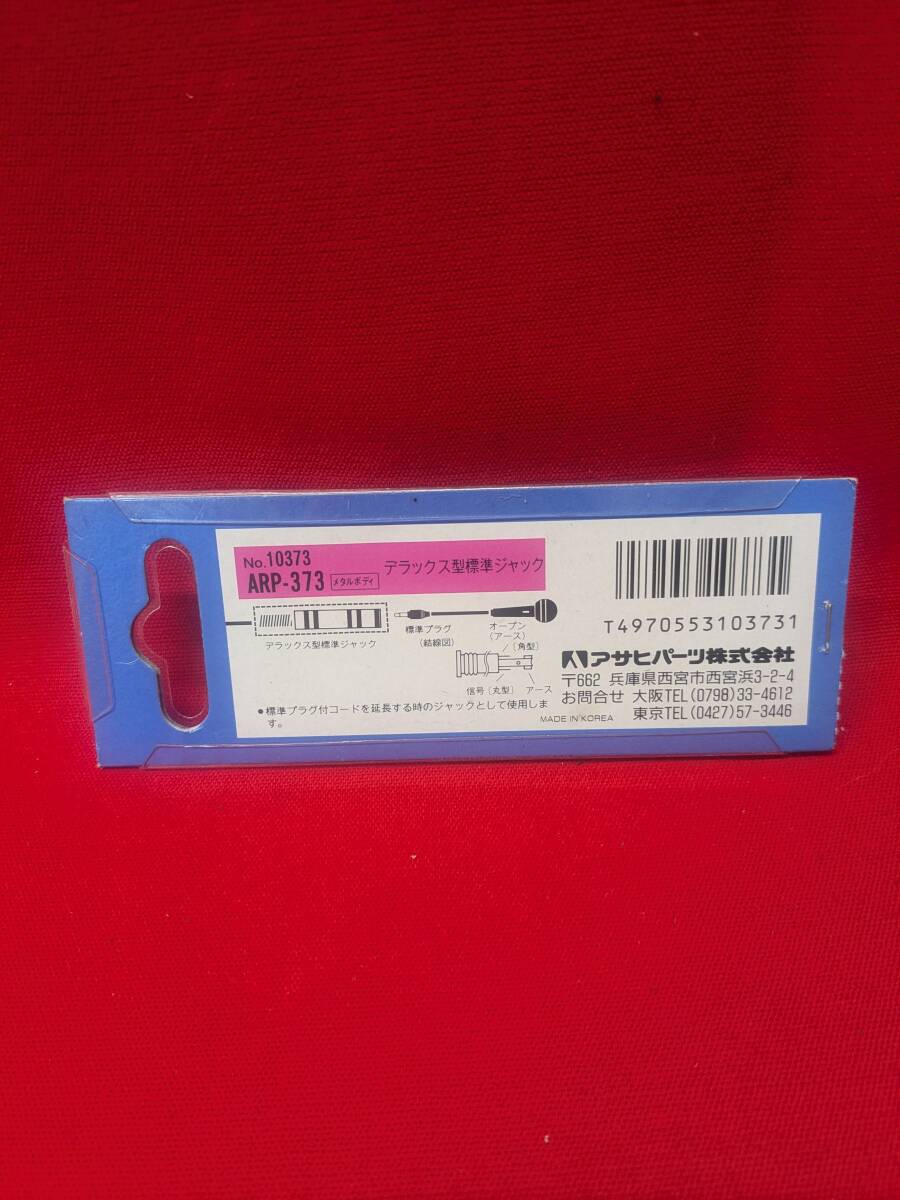 No.10373
ARP-373 メタルボディ デラックス型標準ジャック
デラックス型標準ジャック
標準プラグ
(結線図)
オープン
(アース)
(角型)
信号(丸型) アース
●標準プラグ付コードを延長する時のジャックとして使用しま
す。
MADE IN KOREA
T4970553103731
アサヒパーツ株式会社
〒662 兵庫県西宮市西宮浜3-2-4
お問合せ 大阪TEL(0798)33-4612
東京TEL(0427)57-3446